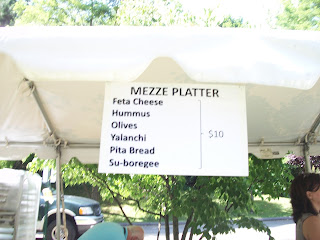 MEZZE PLATTER
Feta Cheese
Hummus
Olives
Yalanchi
Pita Bread
Su-boregee
$10